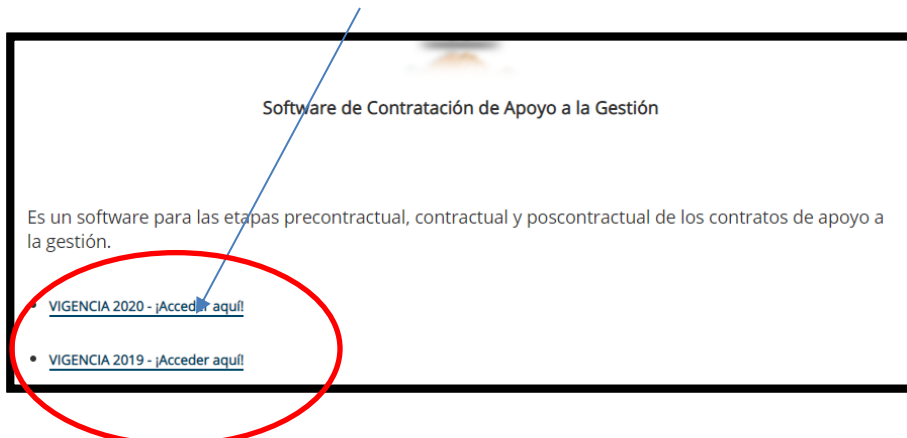 Software de Contratación de Apoyo a la Gestión
Es un software para las etapas precontractual, contractual y poscontractual de los contratos de apoyo a
la gestión.
• VIGENCIA 2020 - ¡Acceder aquí!
• VIGENCIA 2019 - ¡Acceder aquí!